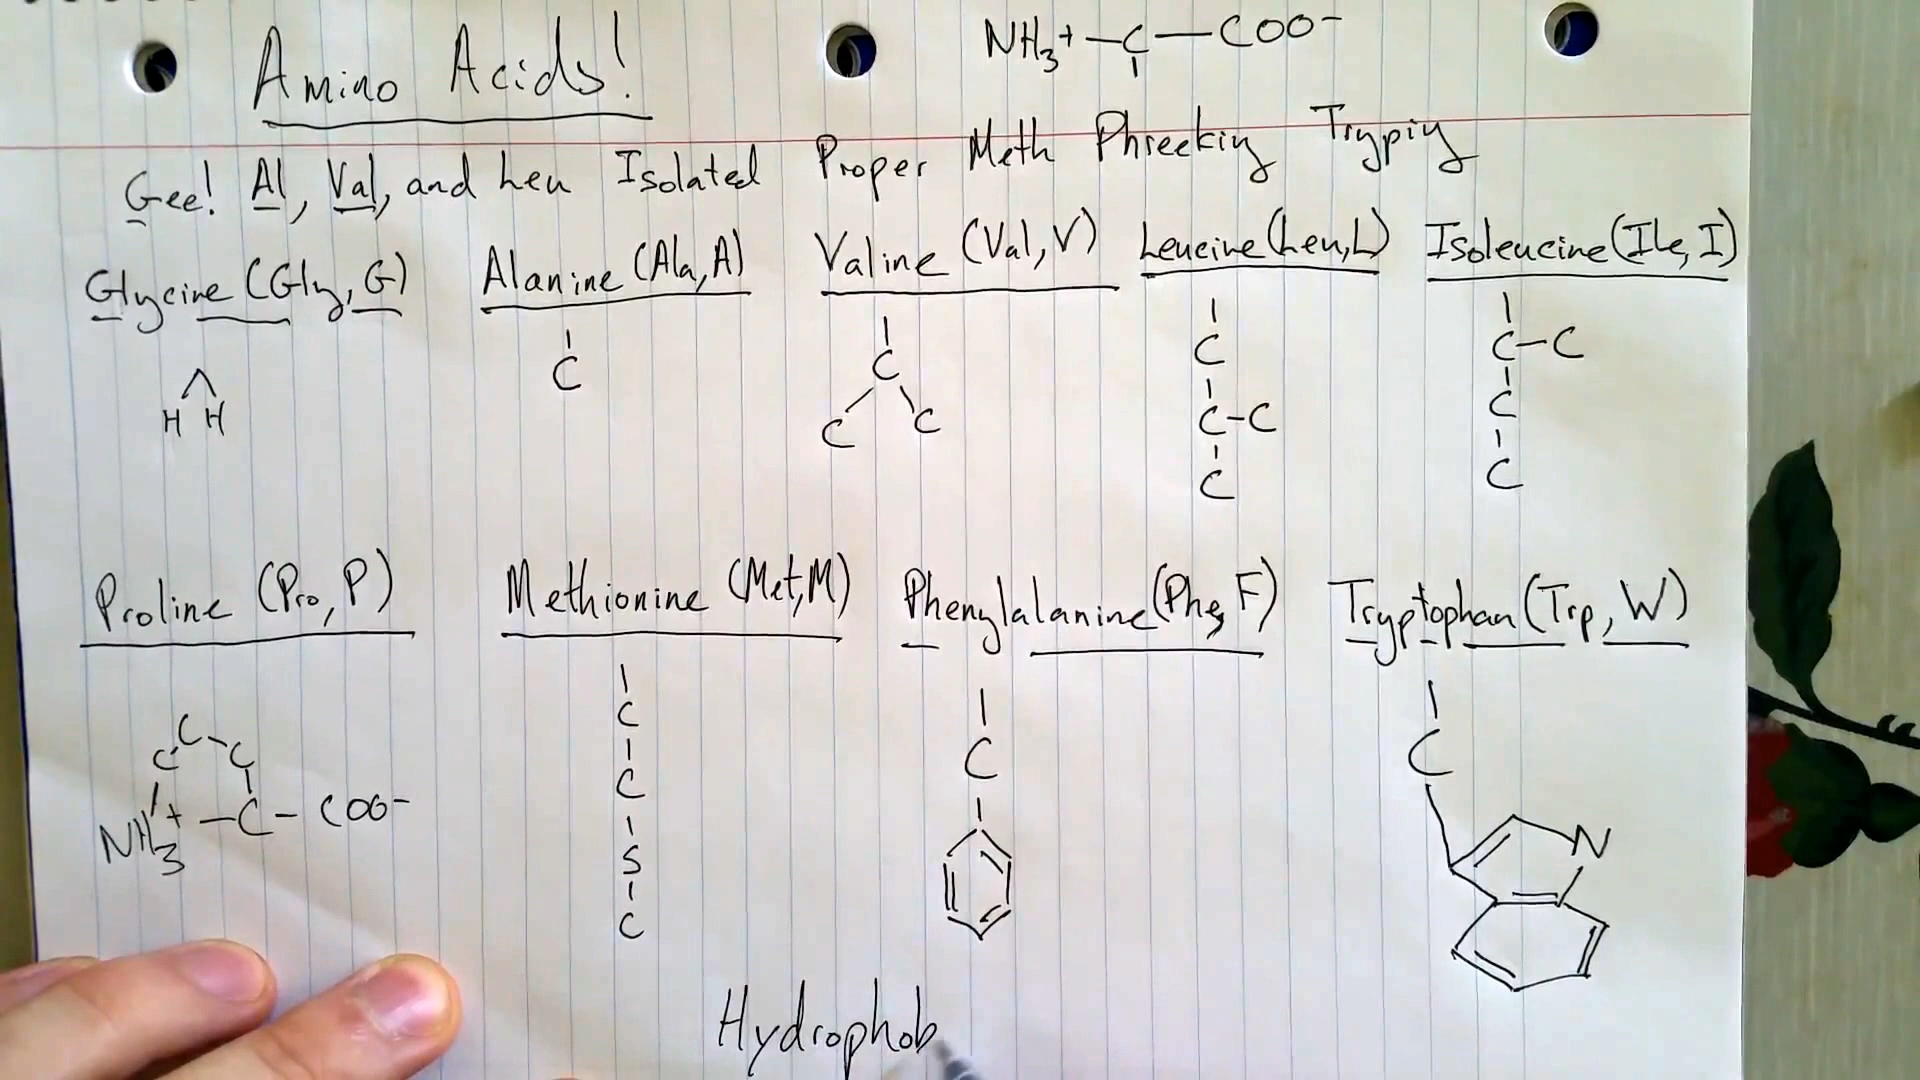 Amino Acids!
NH3+ —C—COO-
Gee! Al, Val, and Leu Isolated Proper Meth Phreeking Tryping
Glycine (Gly, G) Alanine (Ala, A) Valine (Val, V) Leucine (Leu, L) Isoleucine (Ile, I)
H H
C
C
C C
C
C-C
C
C-C
C
C
Proline (Pro, P) Methionine (Met, M) Phenylalanine (Phe, F) Tryptophan (Trp, W)
C C C
NH3+ —C— COO-
C
C
S
C
C
C
N
Hydrophob